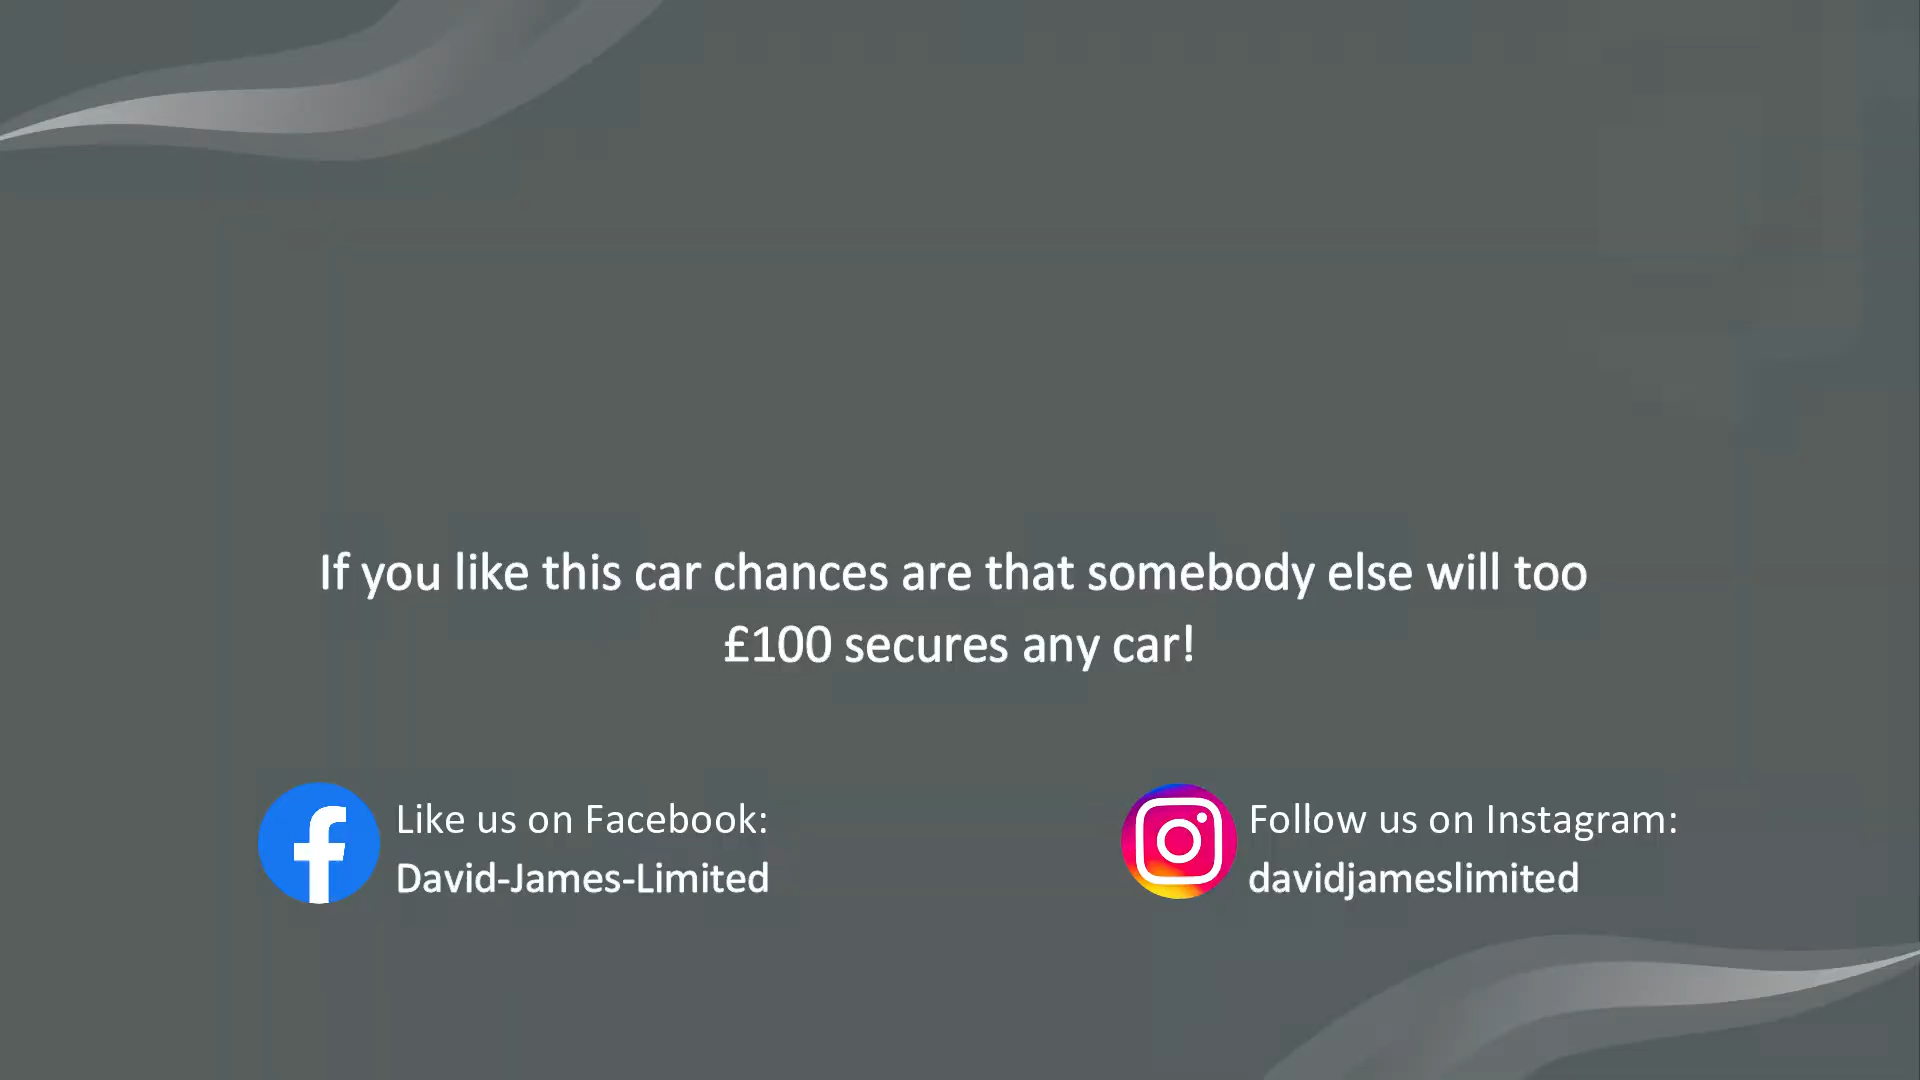 If you like this car chances are that somebody else will too
£100 secures any car!
Like us on Facebook:
David-James-Limited
Follow us on Instagram:
davidjameslimited